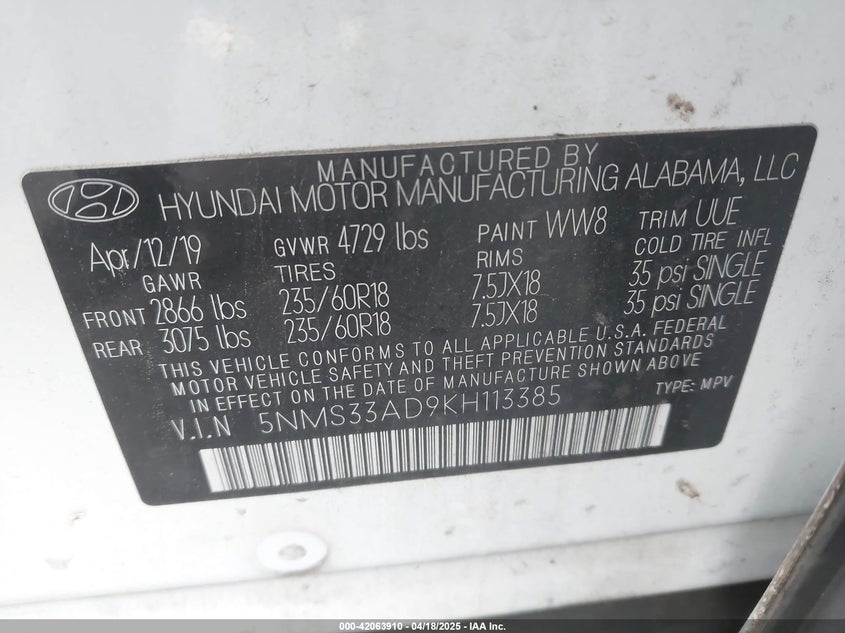 MANUFACTURED BY
HYUNDAI MOTOR MANUFACTURING ALABAMA, LLC
Apr/12/19 GVWR 4729 lbs PAINT WW8 TRIM UUE
GAWR TIRES RIMS COLD TIRE INFL
FRONT 2866 lbs 235/60R18 7.5JX18 35 psi SINGLE
REAR 3075 lbs 235/60R18 7.5JX18 35 psi SINGLE
THIS VEHICLE CONFORMS TO ALL APPLICABLE U.S.A. FEDERAL
MOTOR VEHICLE SAFETY AND THEFT PREVENTION STANDARDS
IN EFFECT ON THE DATE OF MANUFACTURE SHOWN ABOVE
V.I.N 5NMS33AD9KH113385 TYPE: MPV
000-42063910 - 04/18/2025 - IAA Inc.